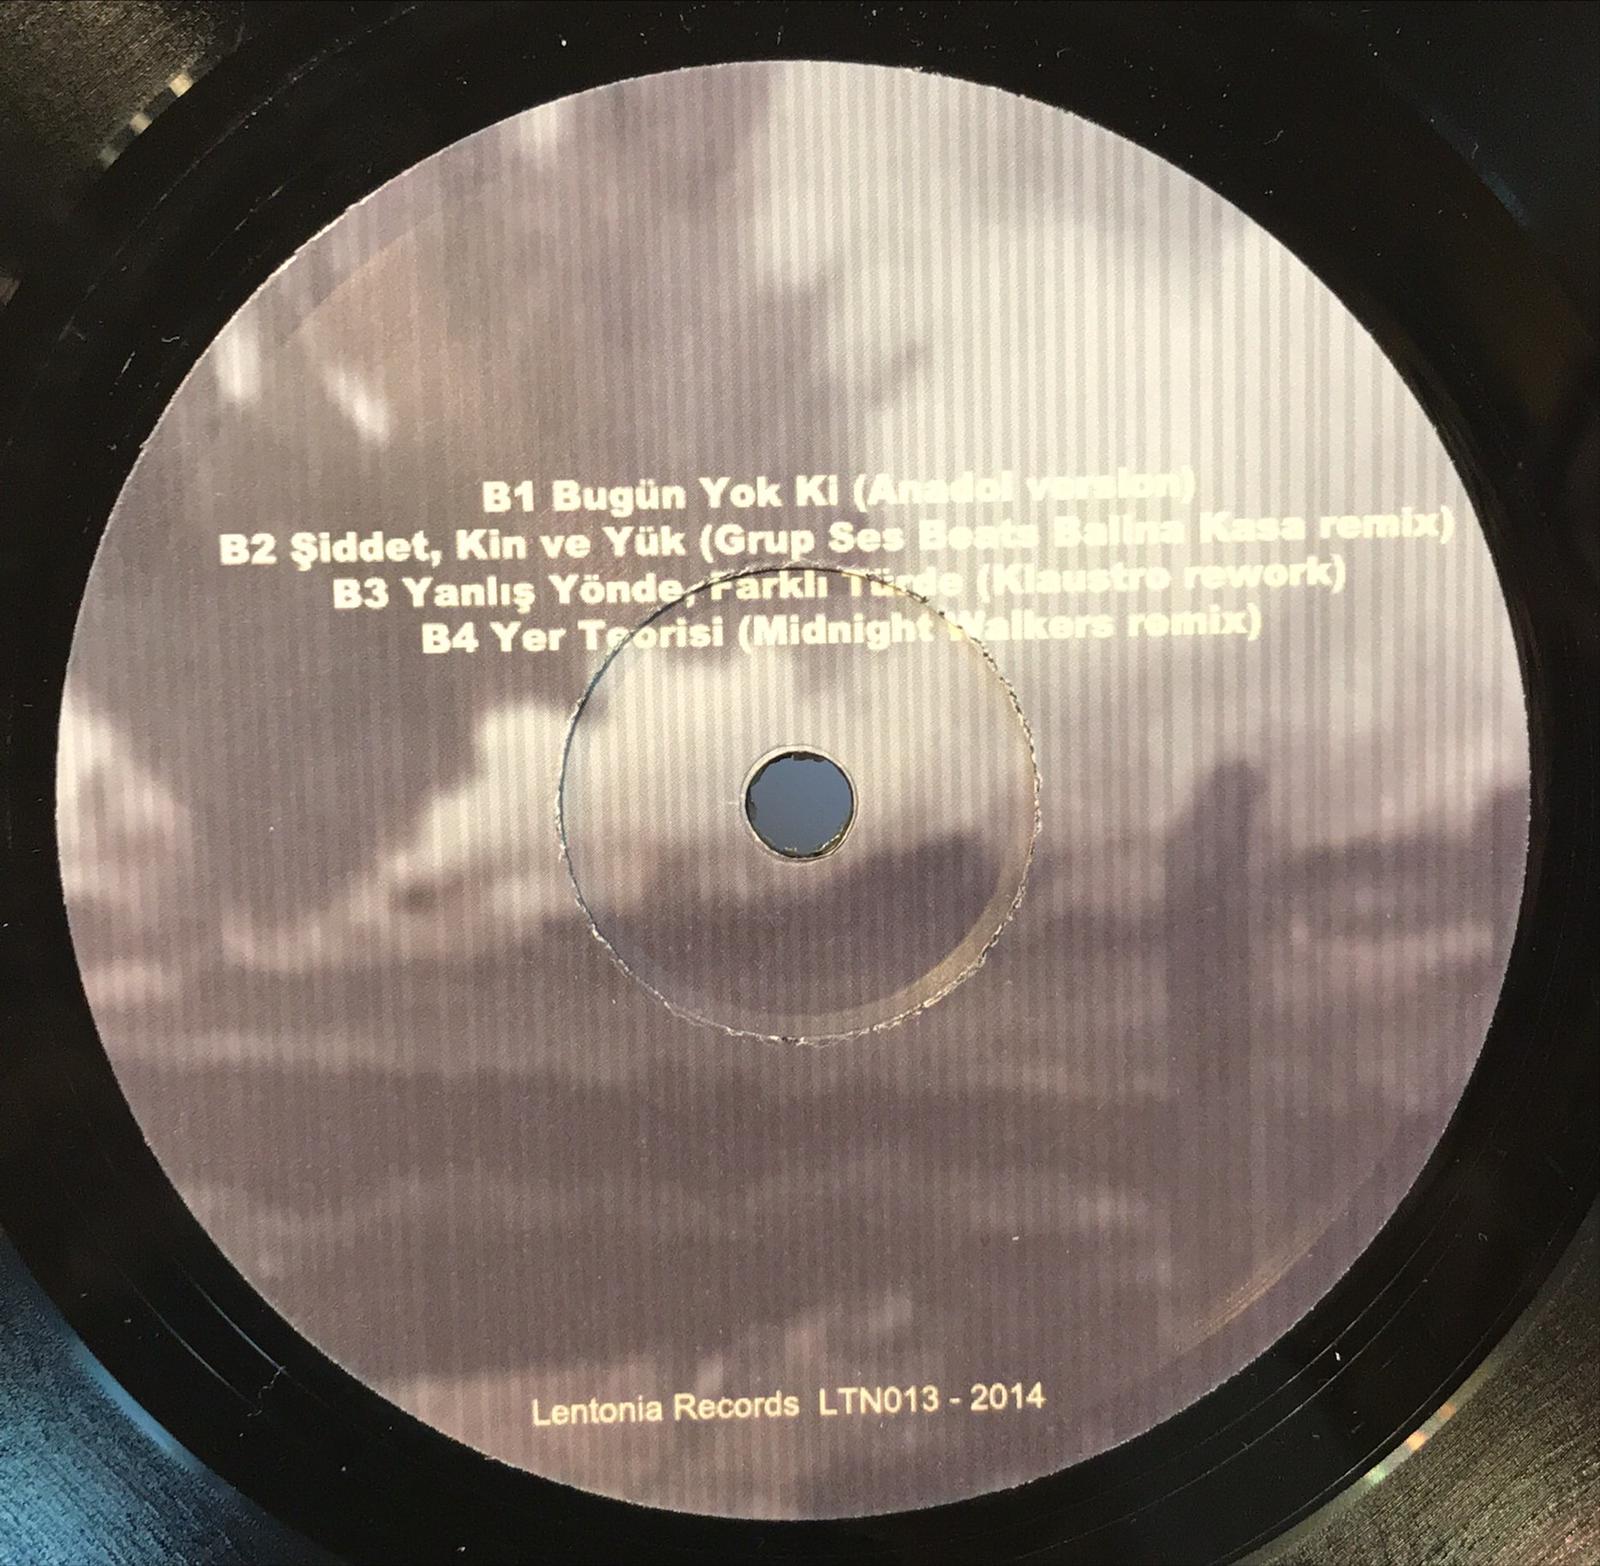 B1 Bugün Yok Ki (Anadol version)
B2 Şiddet, Kin ve Yük (Grup Ses Beats Balina Kasa remix)
B3 Yanlış Yönde, Farklı Türde (Klaustro rework)
B4 Yer Teorisi (Midnight Walkers remix)
Lentonia Records LTN013 - 2014